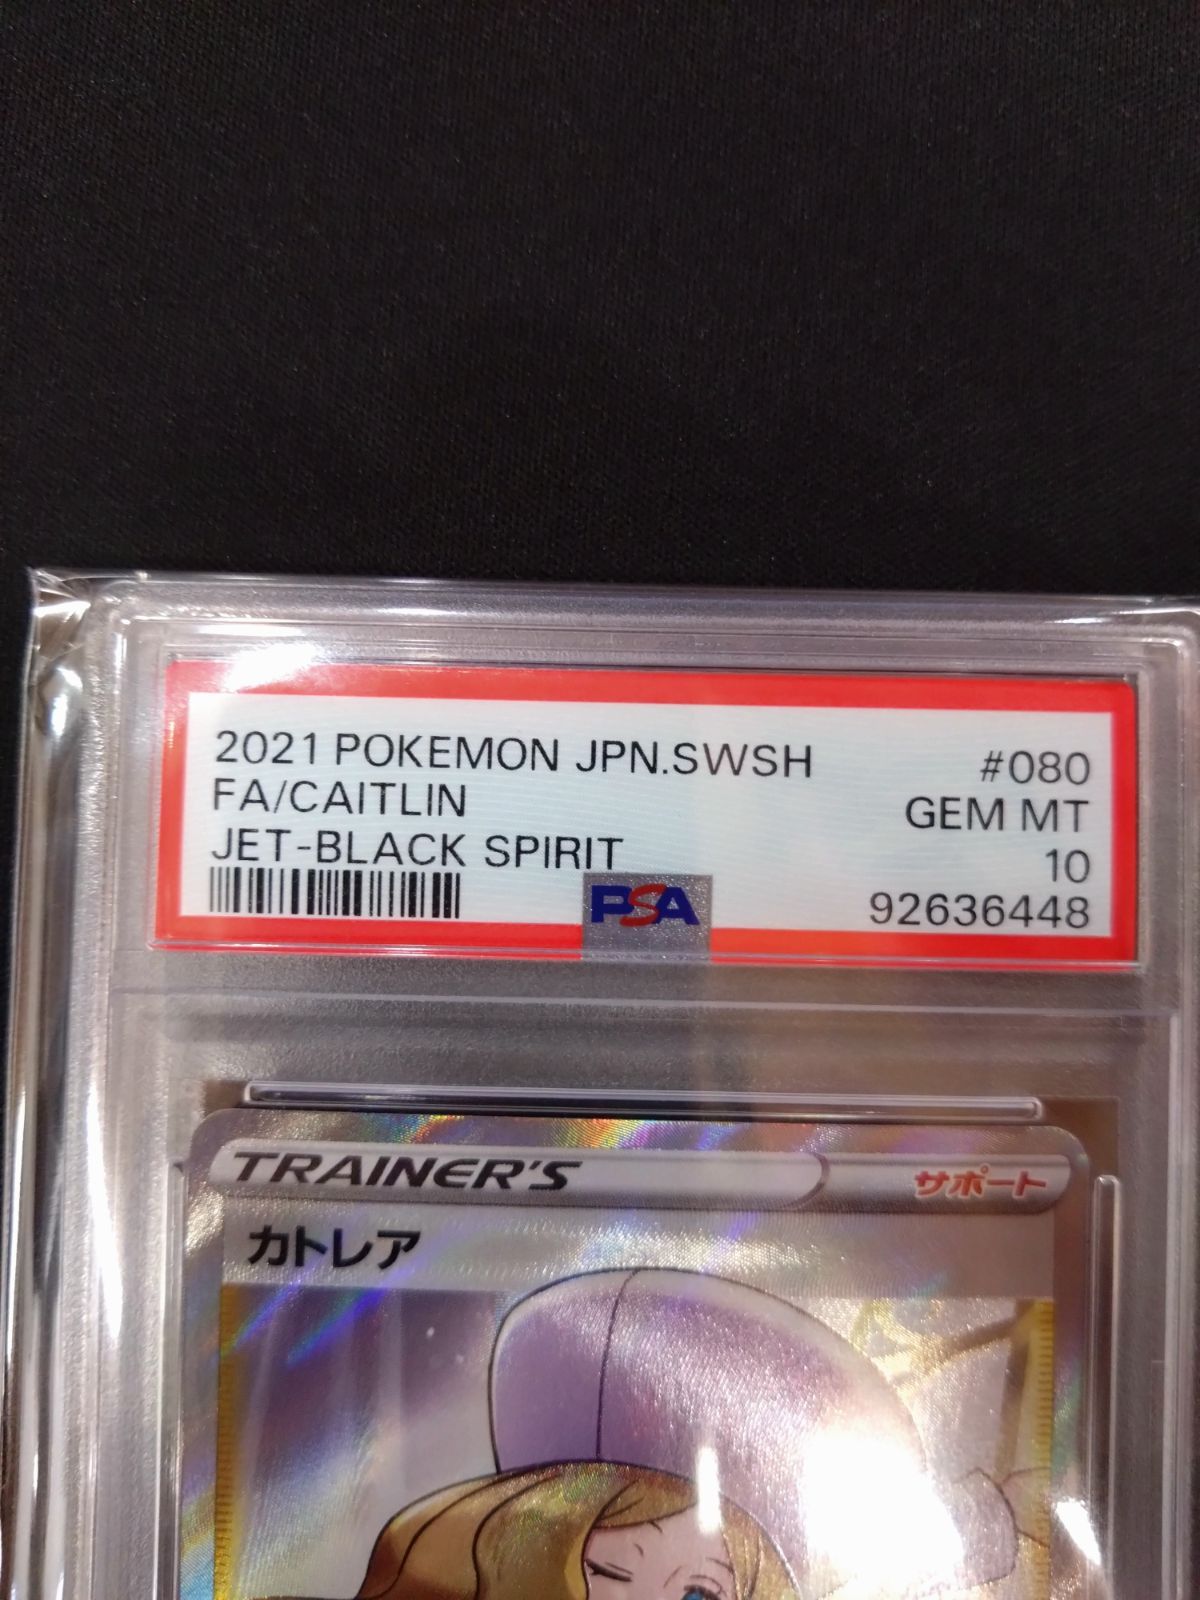 2021 POKEMON JPN.SWSH #080
FA/CAITLIN GEM MT
JET-BLACK SPIRIT 10
PSA 92636448
TRAINER'S サポート
カトレア